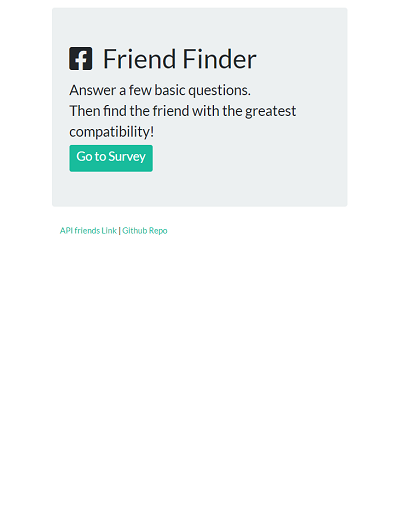 Friend Finder
Answer a few basic questions.
Then find the friend with the greatest
compatibility!
Go to Survey
API friends Link | Github Repo